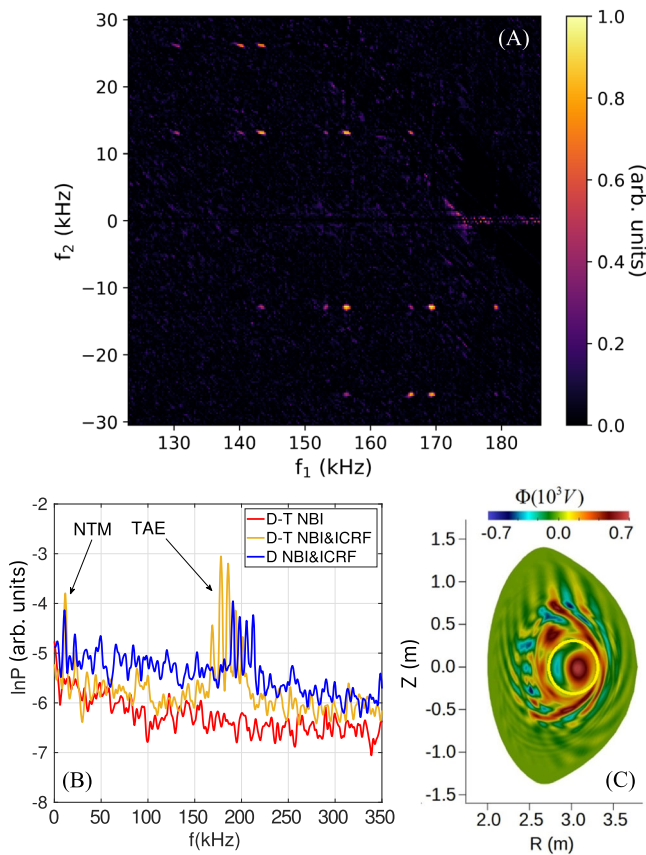 (A)
30
20
10
0
−10
−20
−30
f2 (kHz)
130 140 150 160 170 180
f1 (kHz)
1.0
0.8
0.6
0.4
0.2
0.0
(arb. units)
-2
-3
-4
-5
-6
-7
-8
lnP (arb. units)
NTM
TAE
D-T NBI
D-T NBI&ICRF
D NBI&ICRF
(B)
0 50 100 150 200 250 300 350
f(kHz)
Φ(10³V)
-0.7 0.0 0.7
1.5
1.0
0.5
0.0
-0.5
-1.0
-1.5
Z (m)
(C)
2.0 2.5 3.0 3.5
R (m)